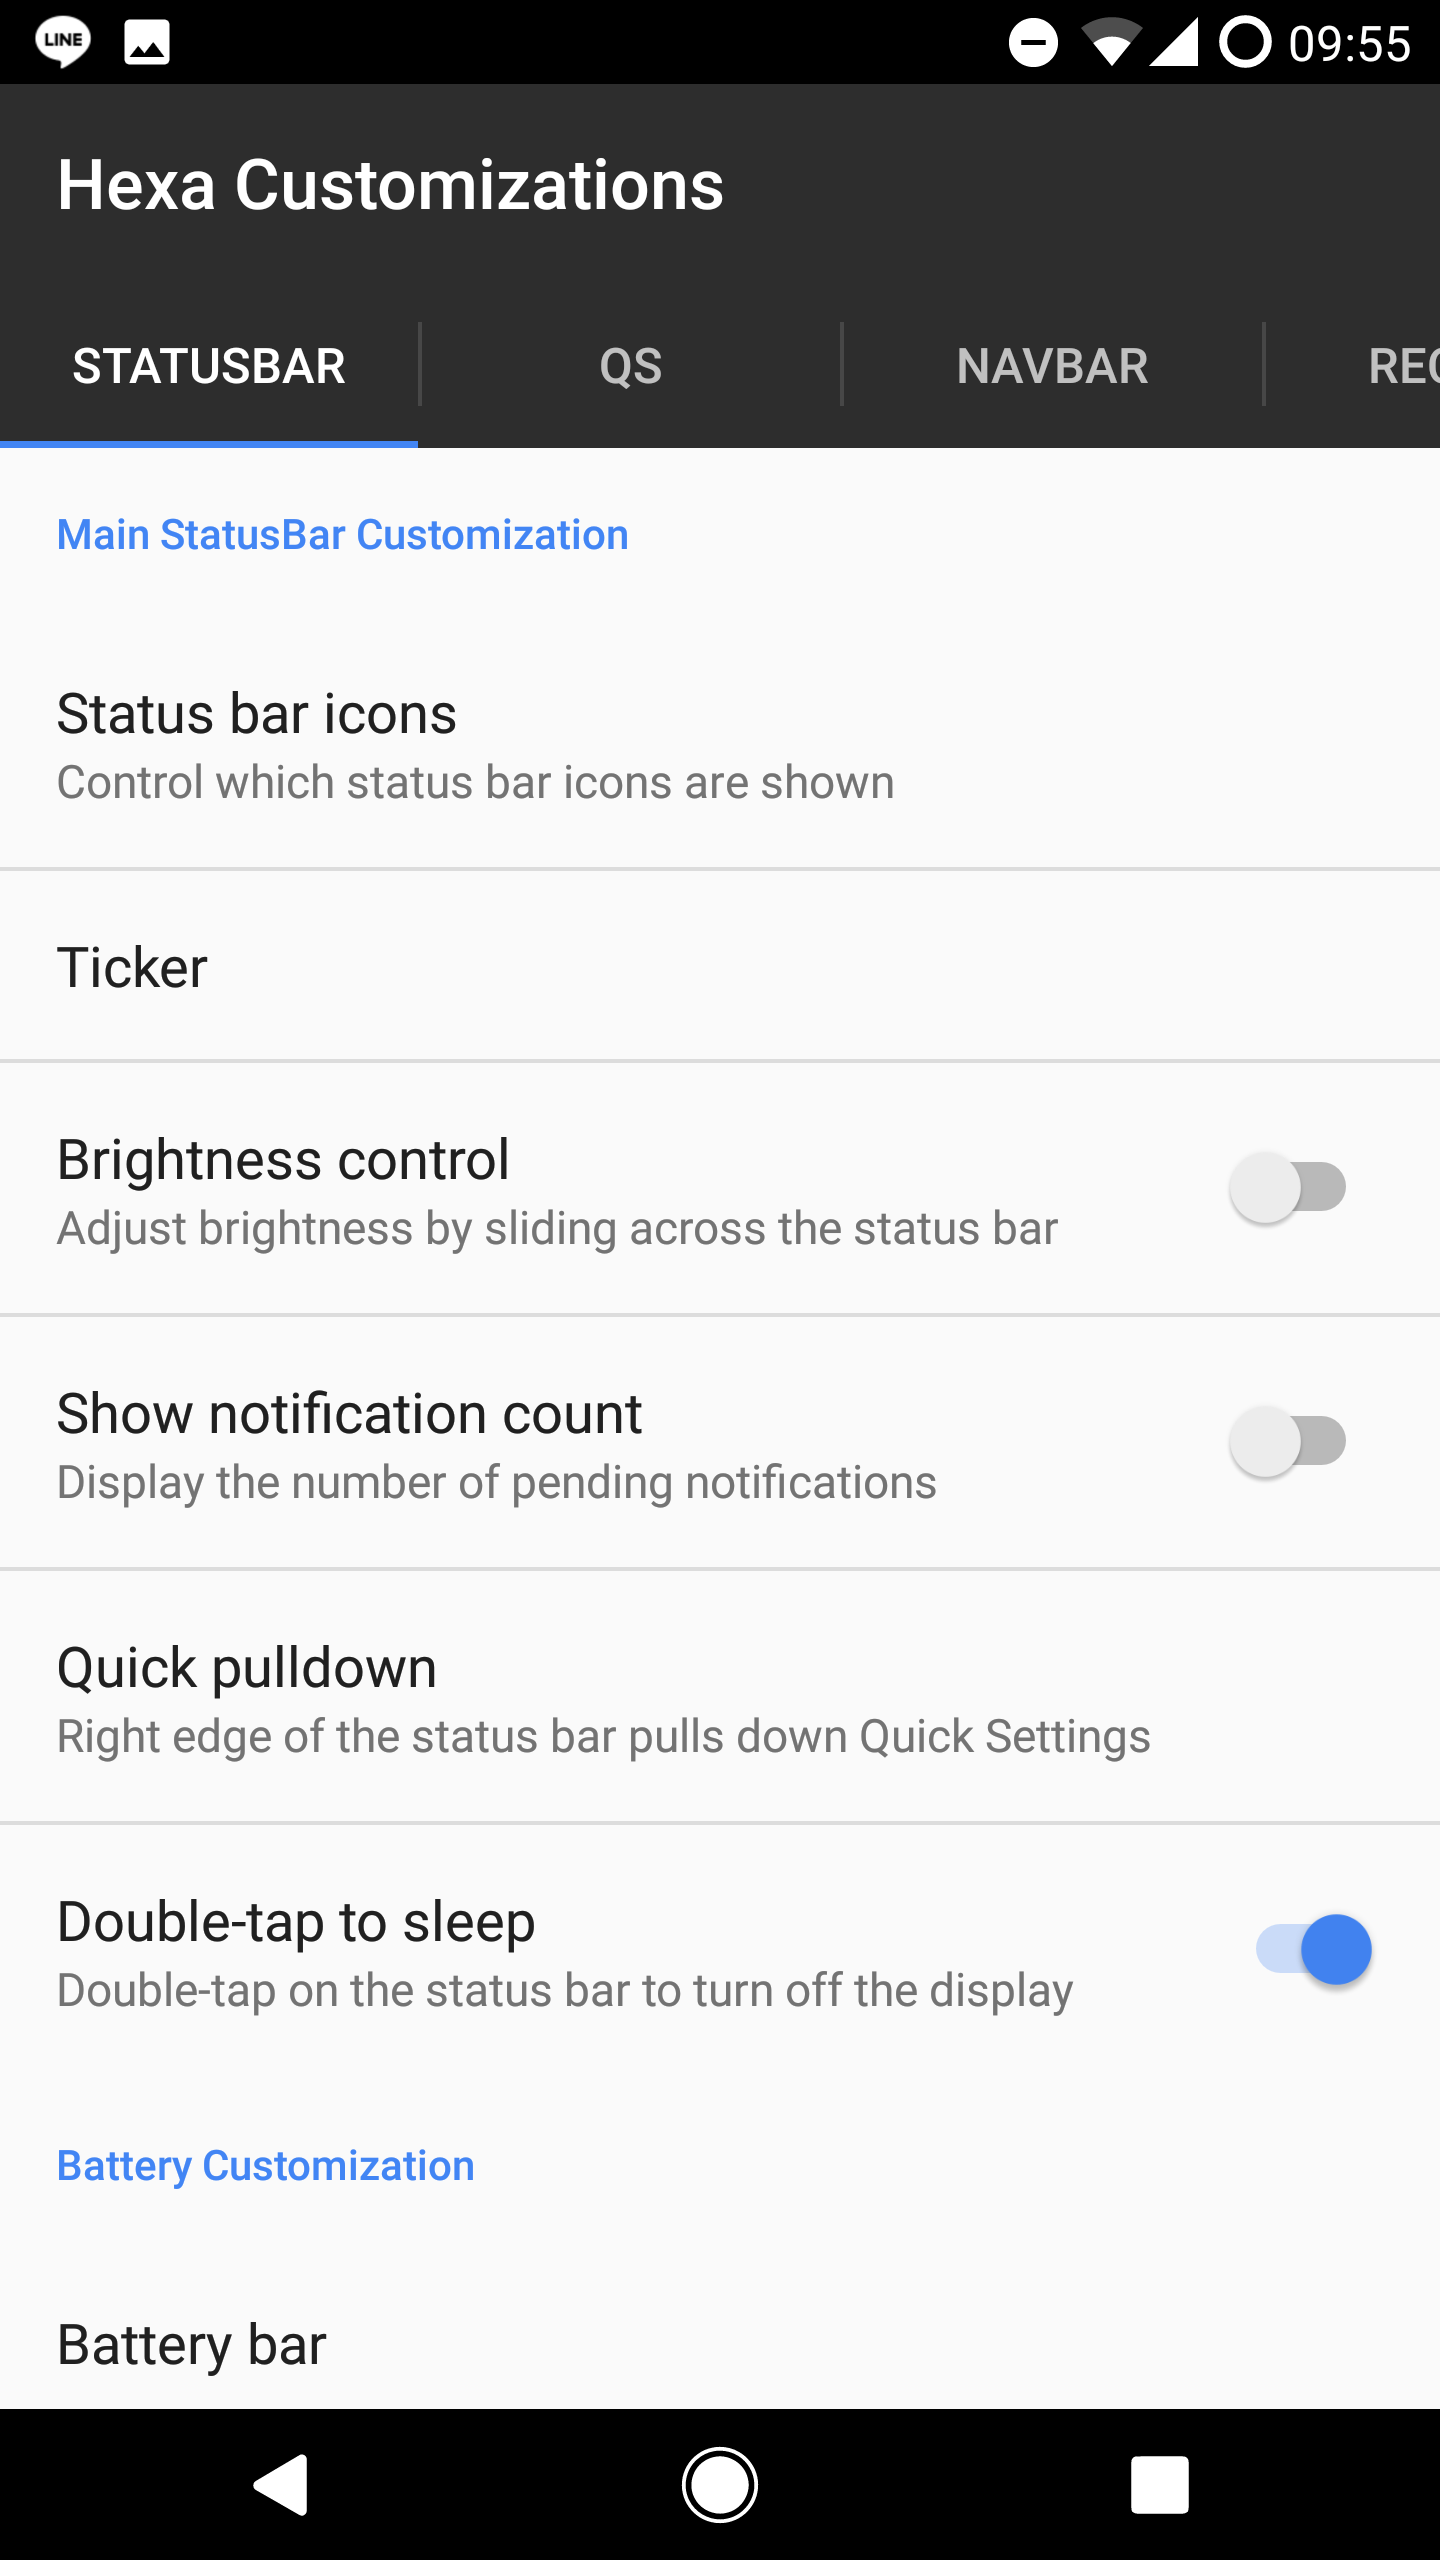 LINE
09:55
Hexa Customizations
STATUSBAR
QS
NAVBAR
REC
Main StatusBar Customization
Status bar icons
Control which status bar icons are shown
Ticker
Brightness control
Adjust brightness by sliding across the status bar
Show notification count
Display the number of pending notifications
Quick pulldown
Right edge of the status bar pulls down Quick Settings
Double-tap to sleep
Double-tap on the status bar to turn off the display
Battery Customization
Battery bar